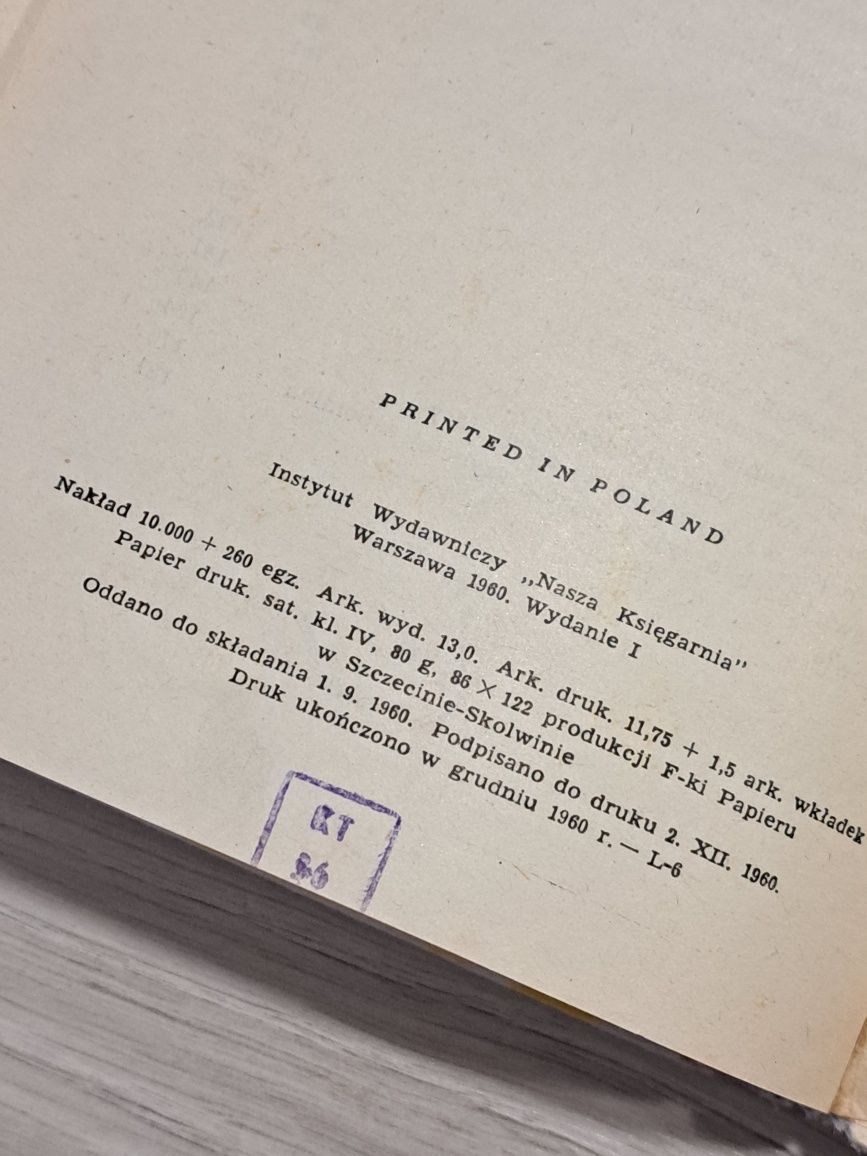 PRINTED IN POLAND
Instytut Wydawniczy „Nasza Księgarnia”
Warszawa 1960. Wydanie I
Nakład 10.000 + 260 egz. Ark. wyd. 13,0. Ark. druk. 11,75 + 1,5 ark. wkładek
Papier druk. sat. kl. IV, 80 g, 86 × 122 produkcji F-ki Papieru
w Szczecinie-Skolwinie
Oddano do składania 1. 9. 1960. Podpisano do druku 2. XII. 1960.
Druk ukończono w grudniu 1960 r. — L-6
KT